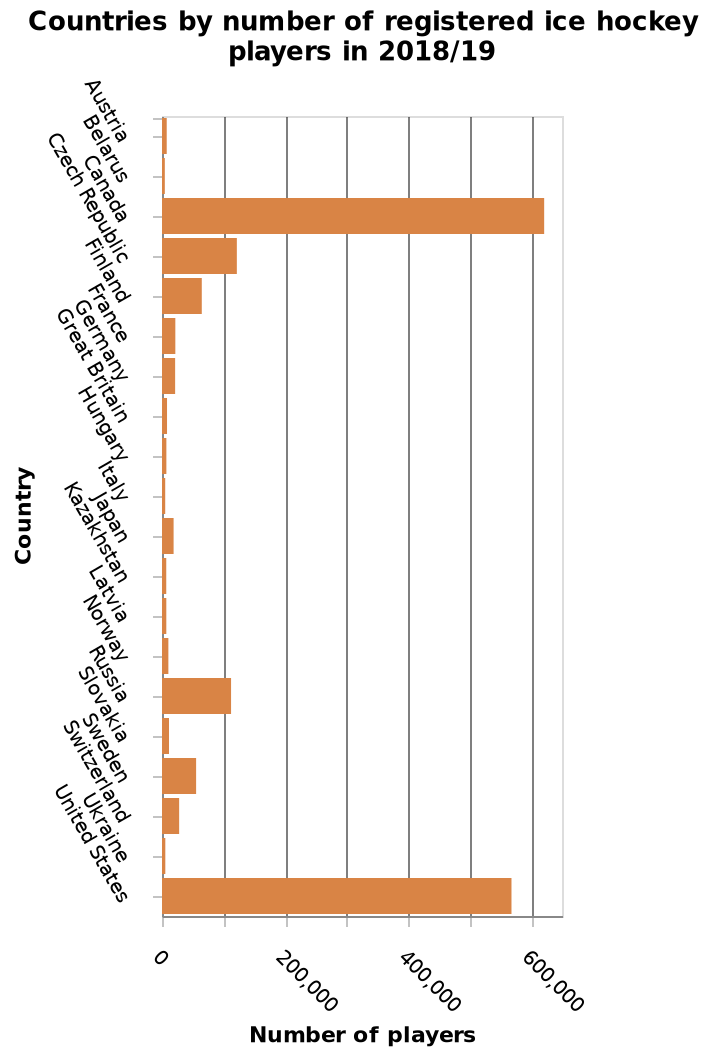 Countries by number of registered ice hockey
players in 2018/19
Country
Austria
Belarus
Canada
Czech Republic
Finland
France
Germany
Great Britain
Hungary
Italy
Japan
Kazakhstan
Latvia
Norway
Russia
Slovakia
Sweden
Switzerland
Ukraine
United States
0
200,000
400,000
600,000
Number of players